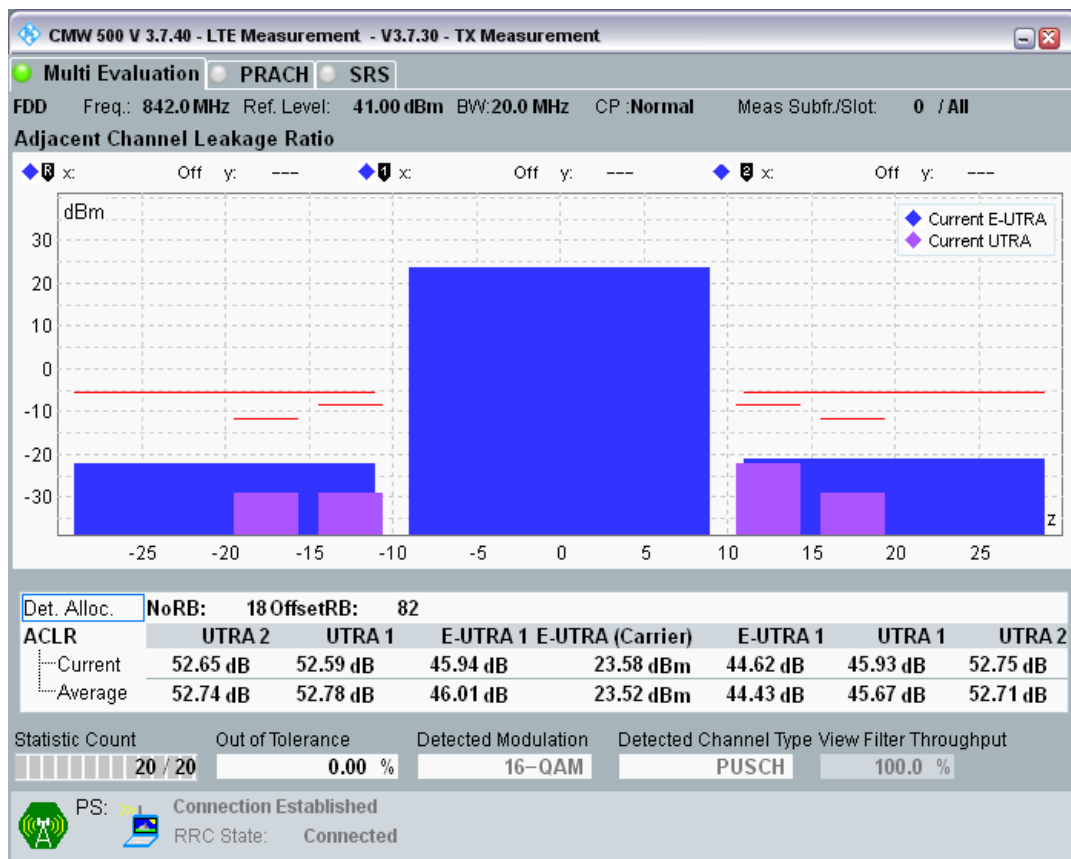 CMW 500 V 3.7.40 - LTE Measurement - V3.7.30 - TX Measurement
Multi Evaluation PRACH SRS
FDD Freq.: 842.0 MHz Ref. Level: 41.00 dBm BW:20.0 MHz CP :Normal Meas Subfr./Slot: 0 / All
Adjacent Channel Leakage Ratio
R x: Off y: --- 1 x: Off y: --- 2 x: Off y: ---
dBm
Current E-UTRA
Current UTRA
30
20
10
0
-10
-20
-30
z
-25 -20 -15 -10 -5 0 5 10 15 20 25
Det. Alloc. NoRB: 18 OffsetRB: 82
ACLR UTRA 2 UTRA 1 E-UTRA 1 E-UTRA (Carrier) E-UTRA 1 UTRA 1 UTRA 2
Current 52.65 dB 52.59 dB 45.94 dB 23.58 dBm 44.62 dB 45.93 dB 52.75 dB
Average 52.74 dB 52.78 dB 46.01 dB 23.52 dBm 44.43 dB 45.67 dB 52.71 dB
Statistic Count Out of Tolerance Detected Modulation Detected Channel Type View Filter Throughput
20 / 20 0.00 % 16-QAM PUSCH 100.0 %
PS: Connection Established
RRC State: Connected